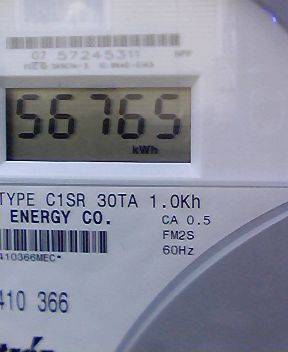 07 57245311
56765
kWh
TYPE C1SR 30TA 1.0Kh
ENERGY CO.
CA 0.5
FM2S
410366MEC*
60Hz
410 366